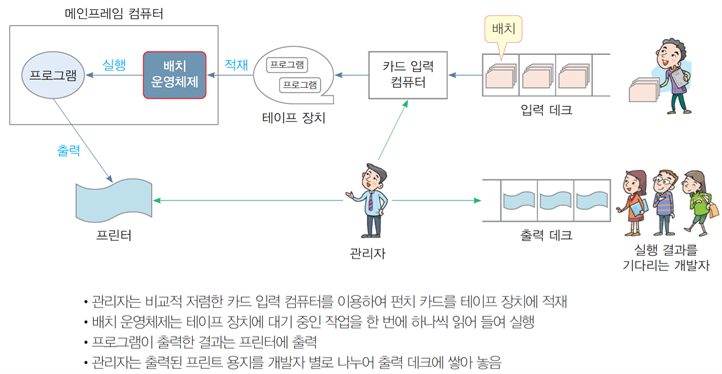 메인프레임 컴퓨터
배치
프로그램
실행
배치
운영체제
적재
프로그램
프로그램
테이프 장치
카드 입력
컴퓨터
입력 데크
출력
프린터
관리자
출력 데크
실행 결과를
기다리는 개발자
• 관리자는 비교적 저렴한 카드 입력 컴퓨터를 이용하여 펀치 카드를 테이프 장치에 적재
• 배치 운영체제는 테이프 장치에 대기 중인 작업을 한 번에 하나씩 읽어 들여 실행
• 프로그램이 출력한 결과는 프린터에 출력
• 관리자는 출력된 프린트 용지를 개발자 별로 나누어 출력 데크에 쌓아 놓음